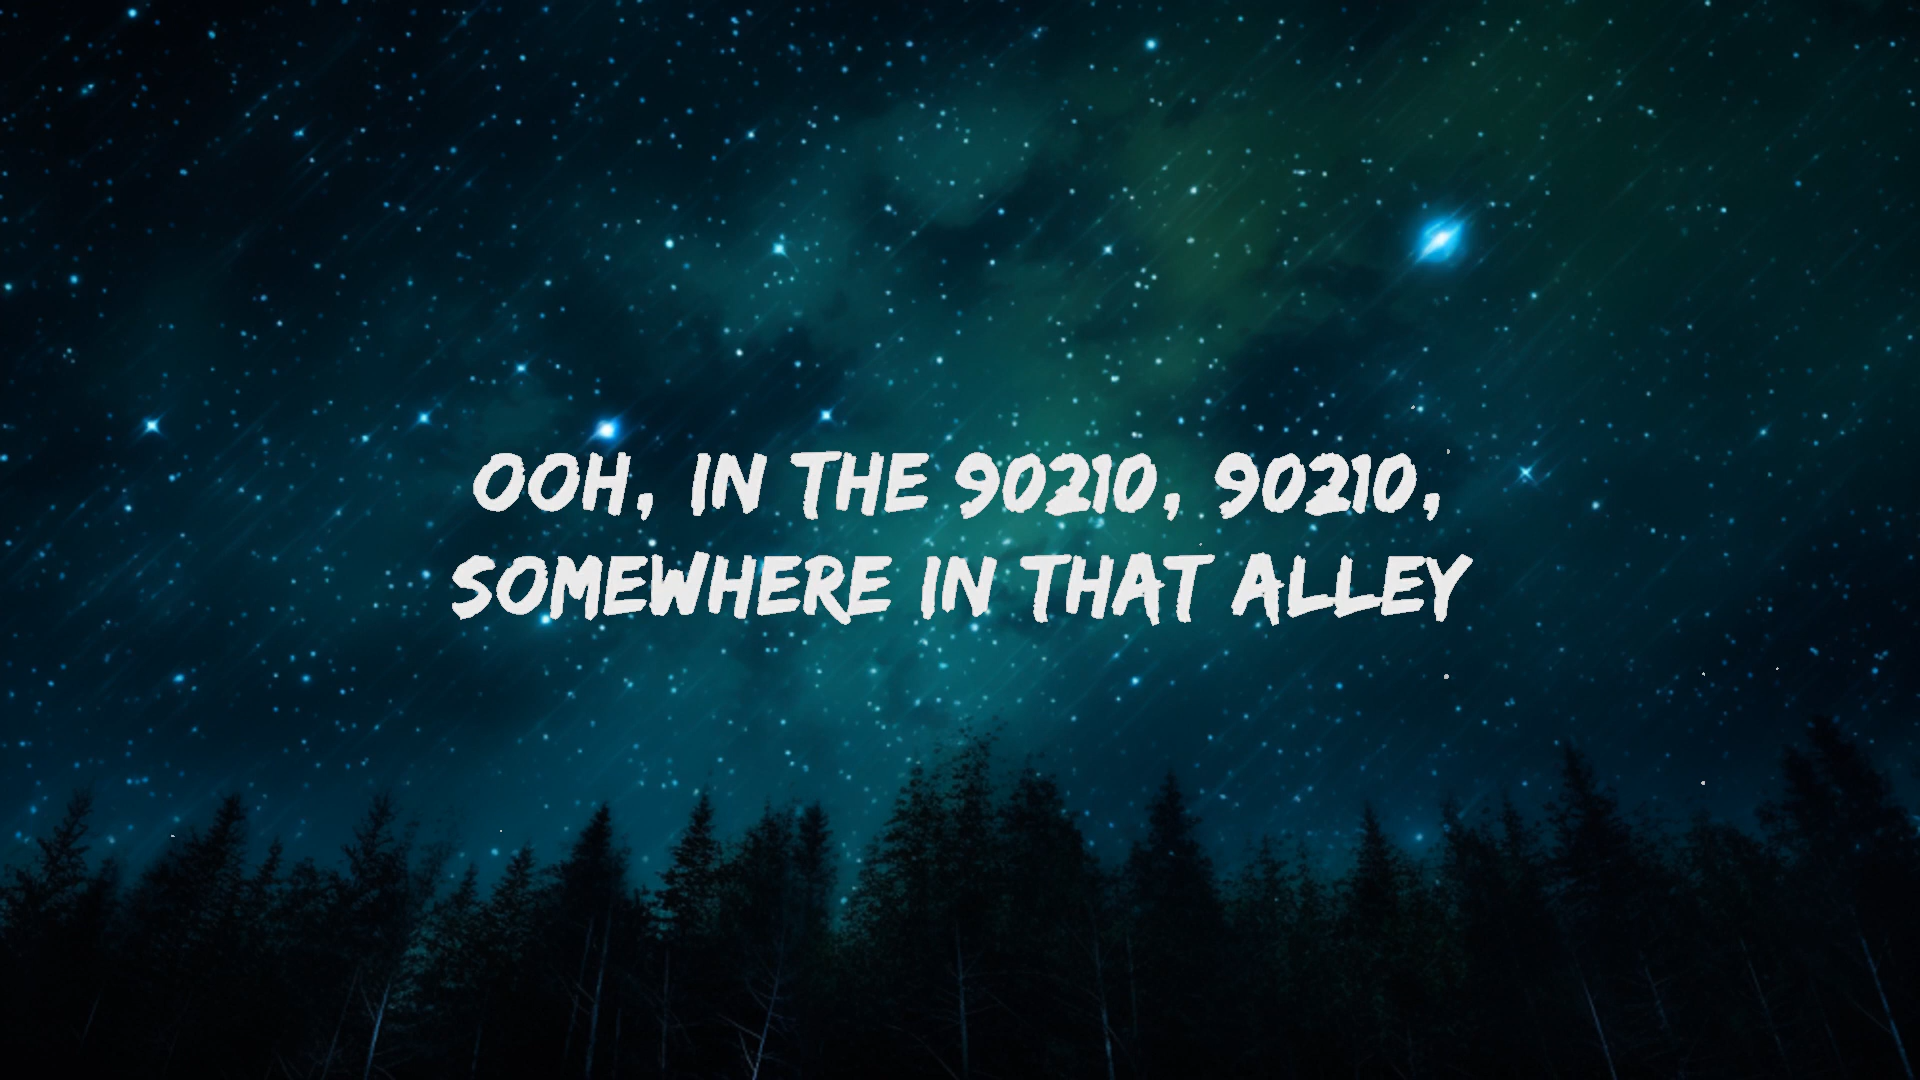 OOH, IN THE 90210, 90210,
SOMEWHERE IN THAT ALLEY